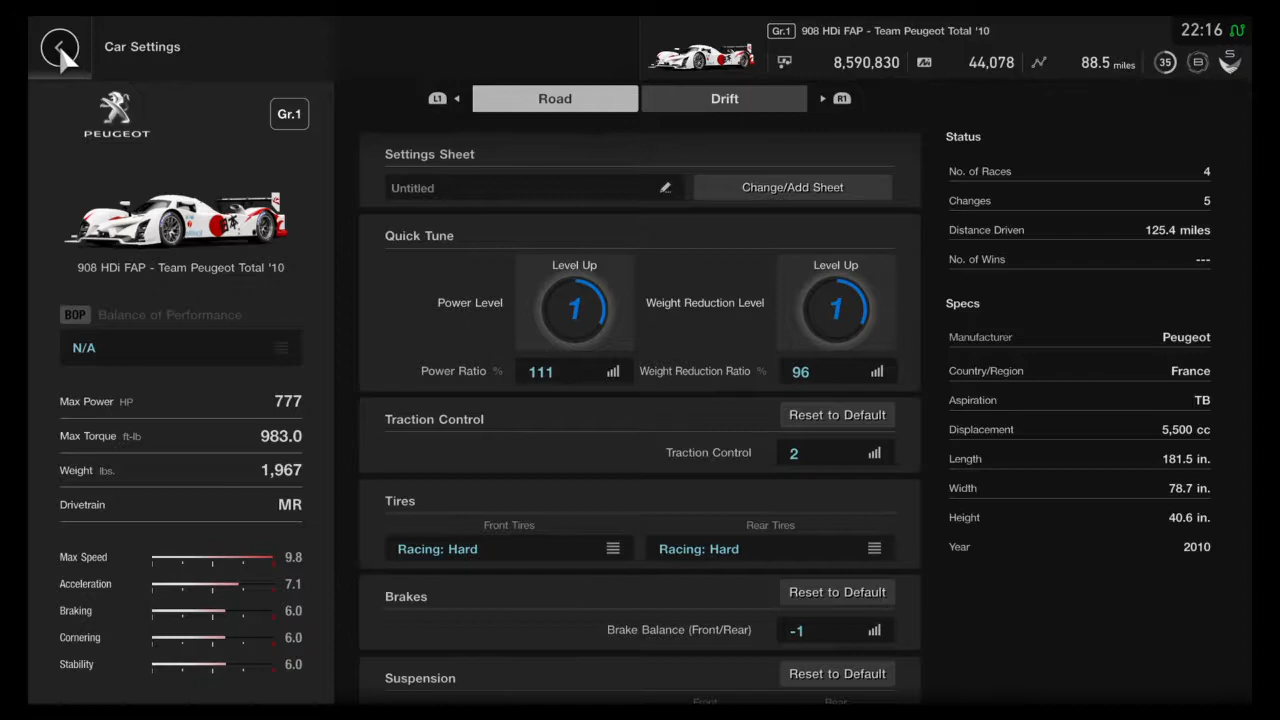 Car Settings
Gr.1 908 HDi FAP - Team Peugeot Total '10
22:16
8,590,830 44,078 88.5 miles 35 B S
PEUGEOT
Gr.1
L1 Road Drift R1
日本
908 HDi FAP - Team Peugeot Total '10
BOP Balance of Performance
N/A
Max Power HP 777
Max Torque ft-lb 983.0
Weight lbs. 1,967
Drivetrain MR
Max Speed 9.8
Acceleration 7.1
Braking 6.0
Cornering 6.0
Stability 6.0
Settings Sheet
Untitled Change/Add Sheet
Quick Tune
Level Up Level Up
Power Level 1 Weight Reduction Level 1
Power Ratio % 111 Weight Reduction Ratio % 96
Traction Control Reset to Default
Traction Control 2
Tires
Front Tires Rear Tires
Racing: Hard Racing: Hard
Brakes Reset to Default
Brake Balance (Front/Rear) -1
Suspension Reset to Default
Front Rear
Status
No. of Races 4
Changes 5
Distance Driven 125.4 miles
No. of Wins ---
Specs
Manufacturer Peugeot
Country/Region France
Aspiration TB
Displacement 5,500 cc
Length 181.5 in.
Width 78.7 in.
Height 40.6 in.
Year 2010